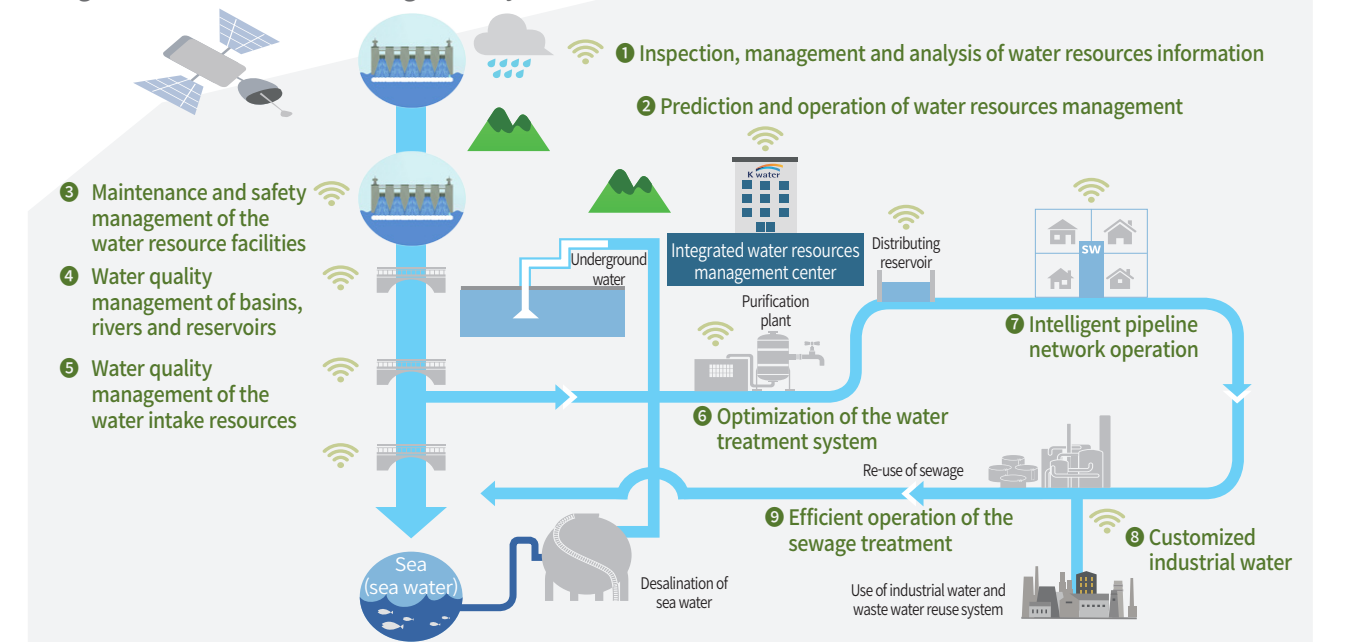 ❶ Inspection, management and analysis of water resources information
❷ Prediction and operation of water resources management
K water
❸ Maintenance and safety
management of the
water resource facilities
Integrated water resources
management center
Distributing
reservoir
SW
Underground
water
❹ Water quality
management of basins,
rivers and reservoirs
Purification
plant
❼ Intelligent pipeline
network operation
❺ Water quality
management of the
water intake resources
❻ Optimization of the water
treatment system
Re-use of sewage
❾ Efficient operation of the
sewage treatment
❽ Customized
industrial water
Sea
(sea water)
Desalination of
sea water
Use of industrial water and
waste water reuse system